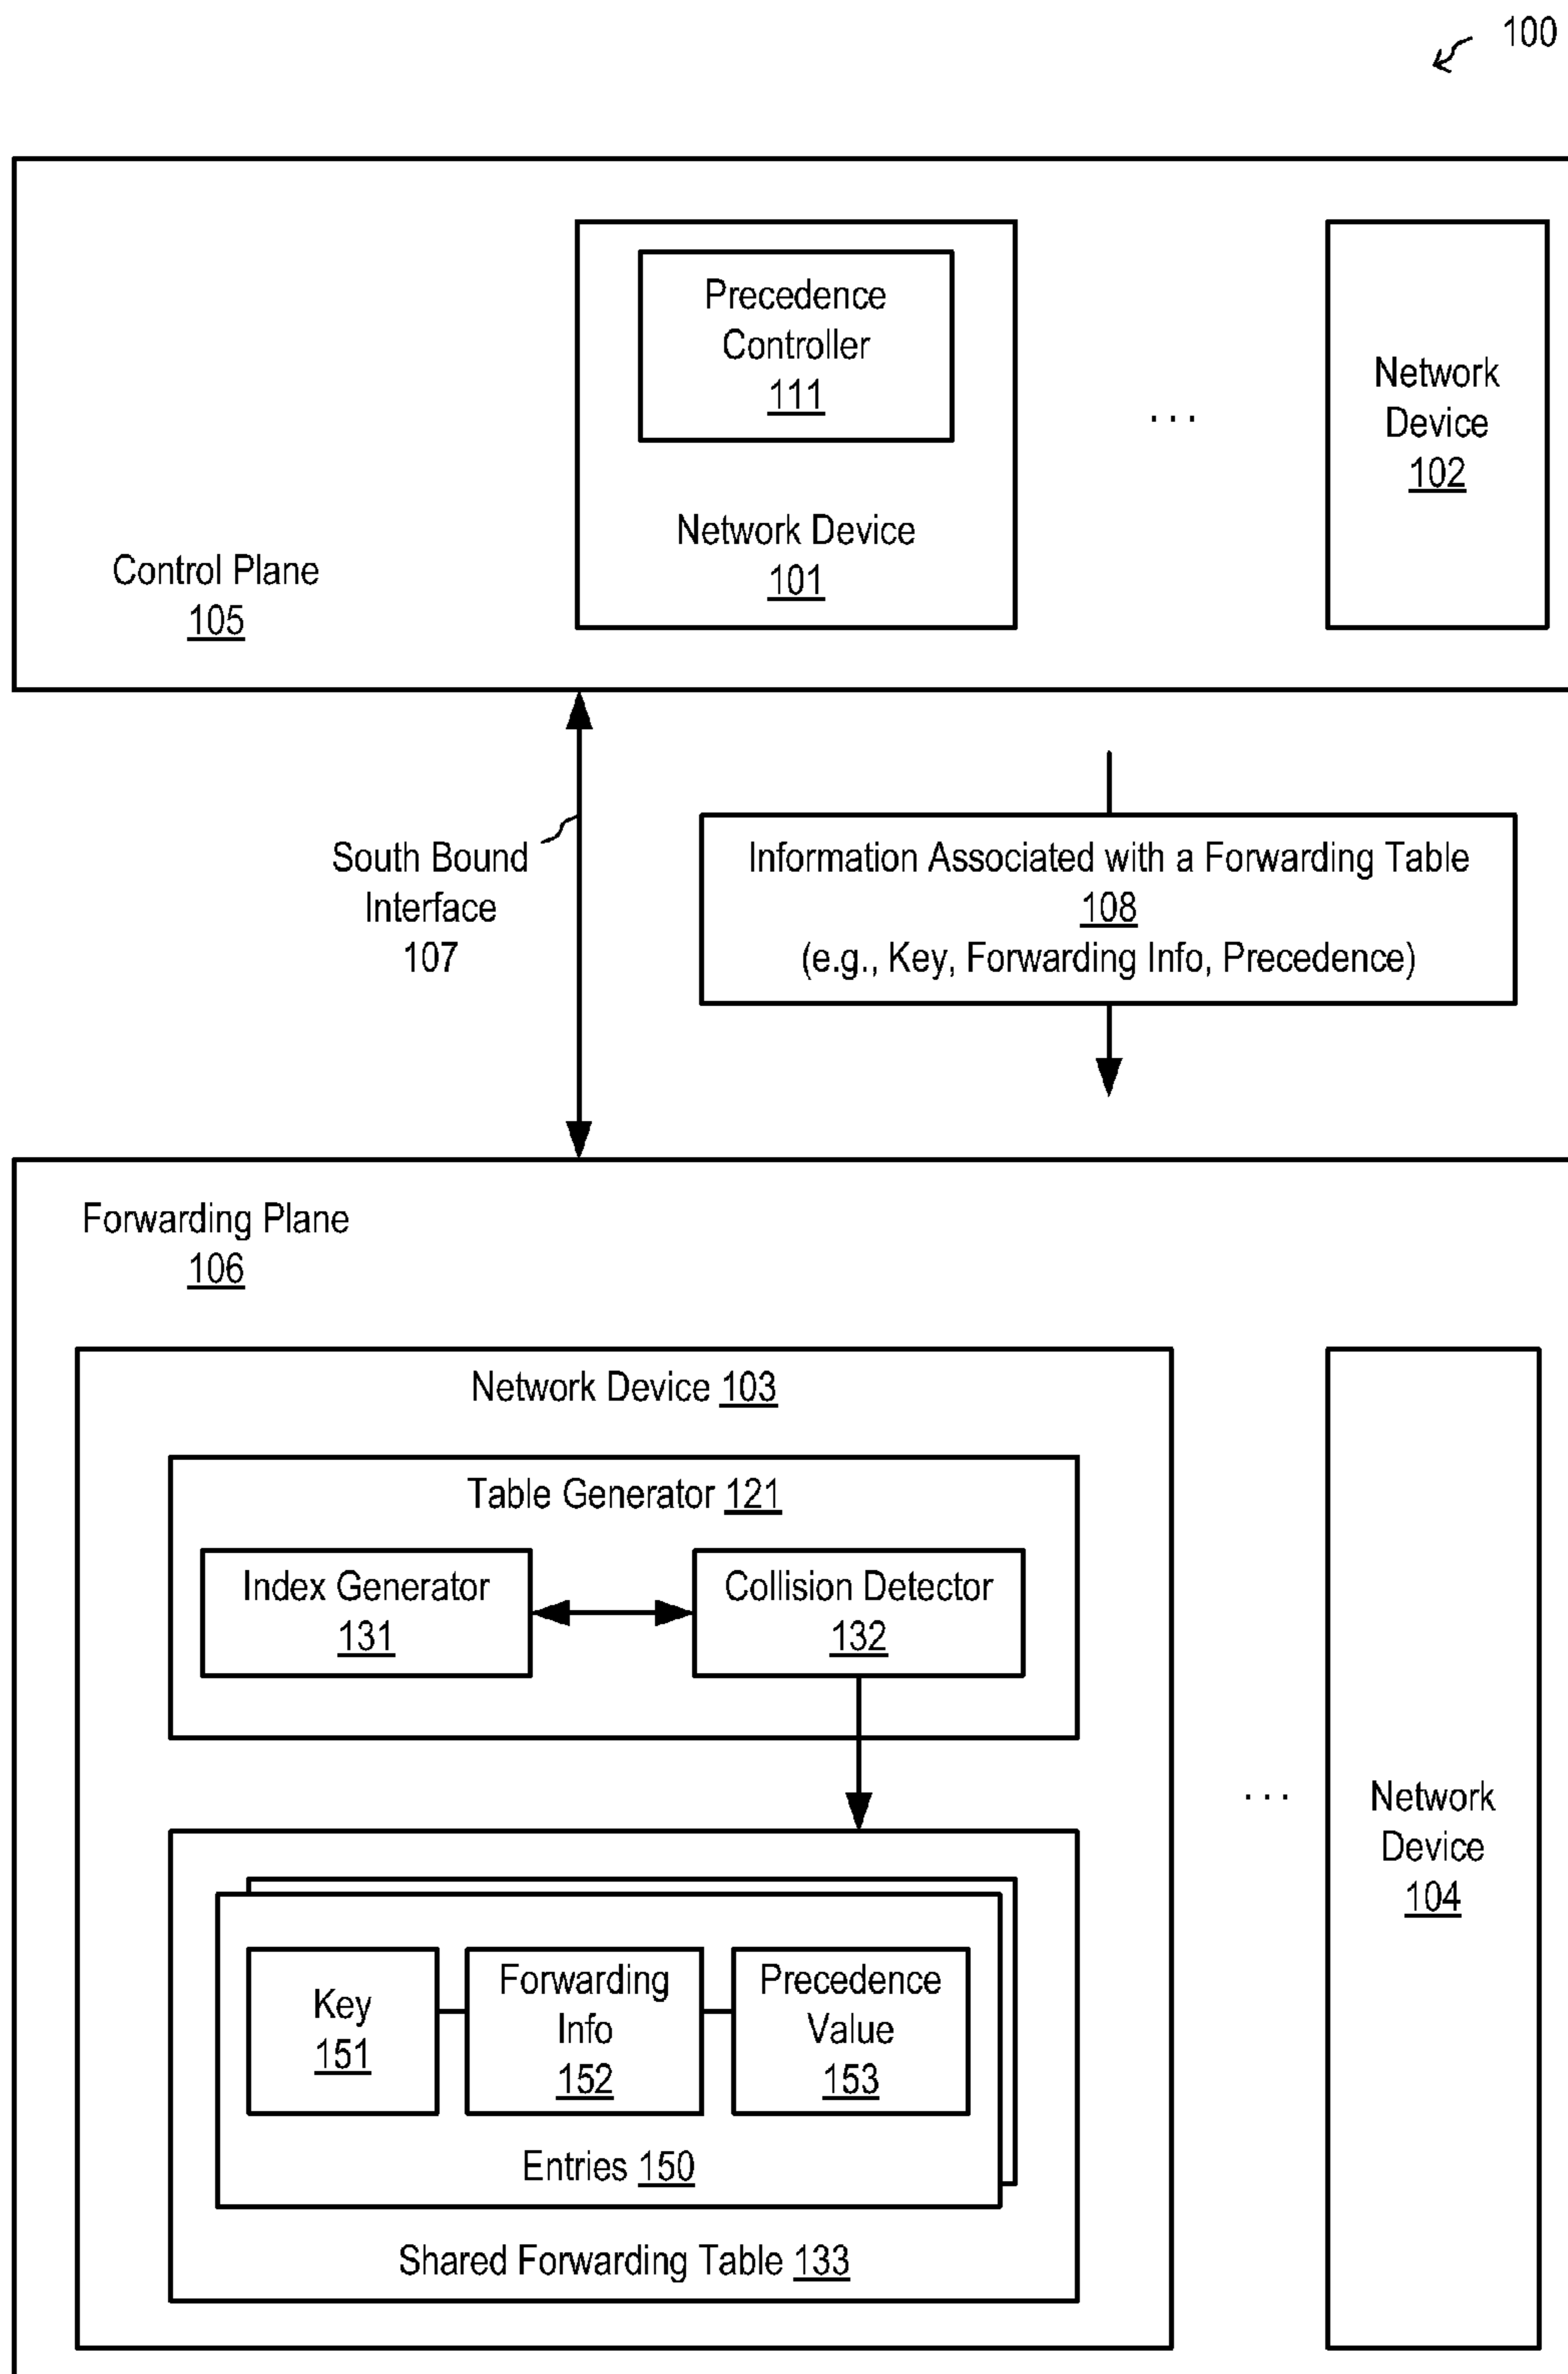 100
Precedence
Controller
111
Network Device
101
. . .
Network
Device
102
Control Plane
105
South Bound
Interface
107
Information Associated with a Forwarding Table
108
(e.g., Key, Forwarding Info, Precedence)
Forwarding Plane
106
Network Device 103
Table Generator 121
Index Generator
131
Collision Detector
132
Key
151
Forwarding
Info
152
Precedence
Value
153
Entries 150
Shared Forwarding Table 133
. . .
Network
Device
104